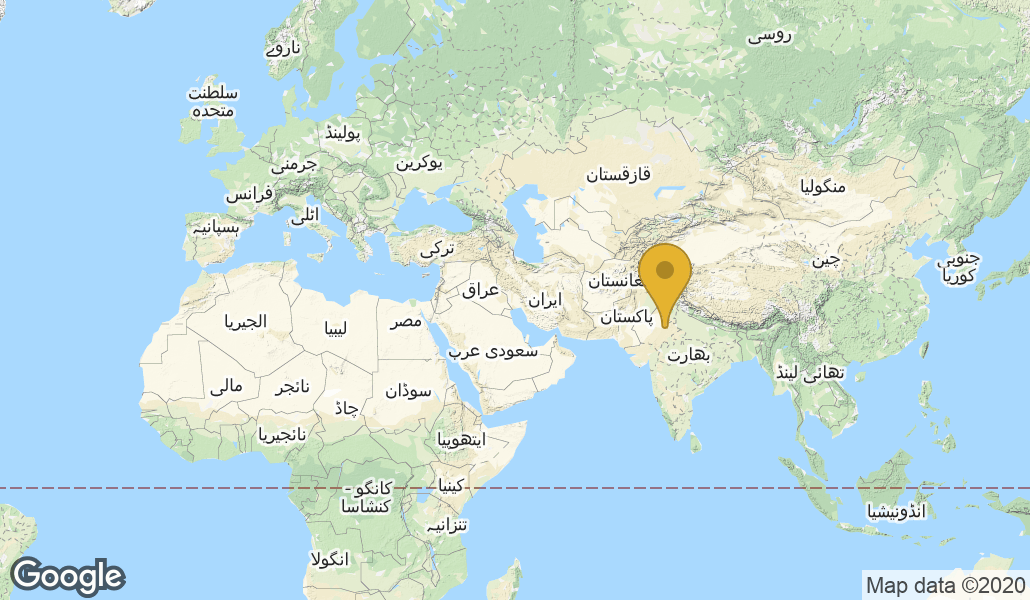 روسی
ناروے
سلطنت
متحدہ
پولینڈ
یوکرین
جرمنی
قازقستان
منگولیا
فرانس
اٹلی
ہسپانیہ
ترکی
چین
جنوبی
کوریا
عراق
ایران
پاکستان
الجیریا
لیبیا
مصر
سعودی عرب
بھارت
تھائی لینڈ
مالی
نائجر
سوڈان
چاڈ
نائجیریا
ایتھوپیا
کینیا
کانگو -
کنشاسا
تنزانیہ
انڈونیشیا
انگولا
Google
Map data ©2020